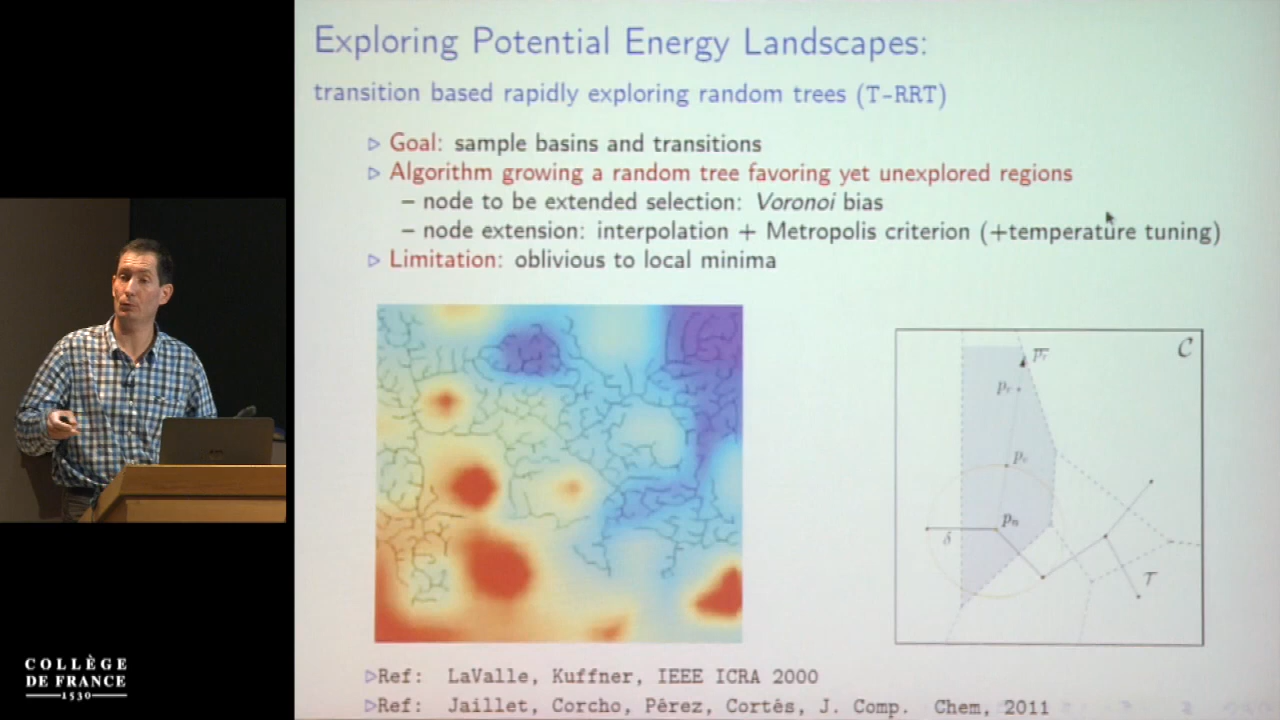 Exploring Potential Energy Landscapes:
transition based rapidly exploring random trees (T-RRT)
▷ Goal: sample basins and transitions
▷ Algorithm growing a random tree favoring yet unexplored regions
– node to be extended selection: Voronoi bias
– node extension: interpolation + Metropolis criterion (+temperature tuning)
▷ Limitation: oblivious to local minima
C
p_r
p_c
p_e
p_n
δ
T
▷Ref: LaValle, Kuffner, IEEE ICRA 2000
▷Ref: Jaillet, Corcho, Pérez, Cortés, J. Comp. Chem, 2011
COLLÈGE
DE FRANCE
1530